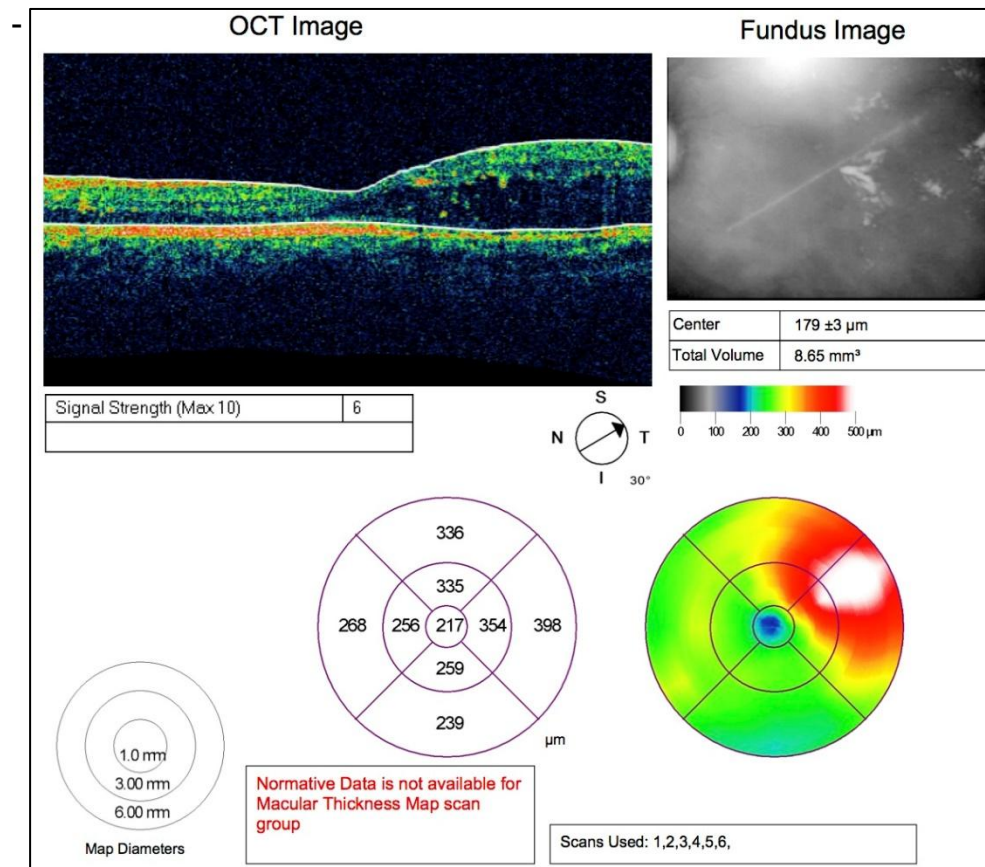 -
OCT Image
Fundus Image
Center 179 ±3 µm
Total Volume 8.65 mm³
Signal Strength (Max 10) 6
0 100 200 300 400 500 µm
S
N T
I 30°
336
335
268 256 217 354 398
259
239
µm
1.0 mm
3.00 mm
6.00 mm
Map Diameters
Normative Data is not available for
Macular Thickness Map scan
group
Scans Used: 1,2,3,4,5,6,